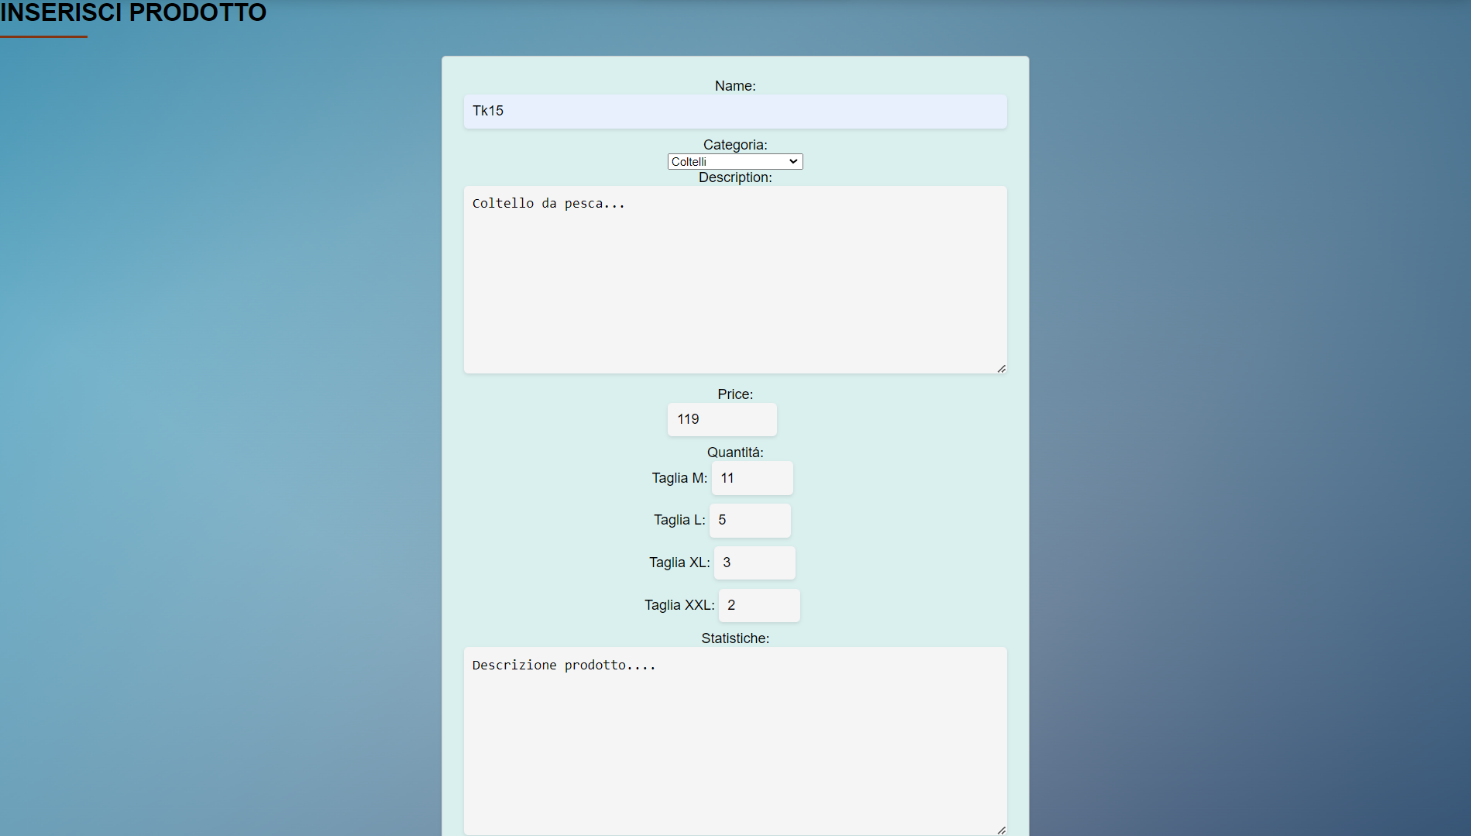 INSERISCI PRODOTTO
Name:
Tk15
Categoria:
Coltelli
Description:
Coltello da pesca...
Price:
119
Quantitá:
Taglia M: 11
Taglia L: 5
Taglia XL: 3
Taglia XXL: 2
Statistiche:
Descrizione prodotto....